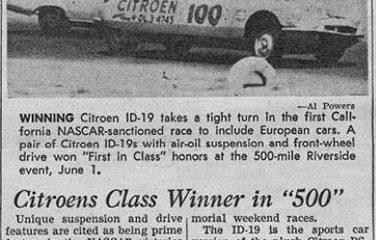 CITROEN
DL3 4745
100
—Al Powers
WINNING Citroen ID-19 takes a tight turn in the first Cali-
fornia NASCAR-sanctioned race to include European cars. A
pair of Citroen ID-19s with air-oil suspension and front-wheel
drive won "First in Class" honors at the 500-mile Riverside
event, June 1.
Citroens Class Winner in "500"
Unique suspension and drive
features are cited as being prime
morial weekend races.
The ID-19 is the sports car